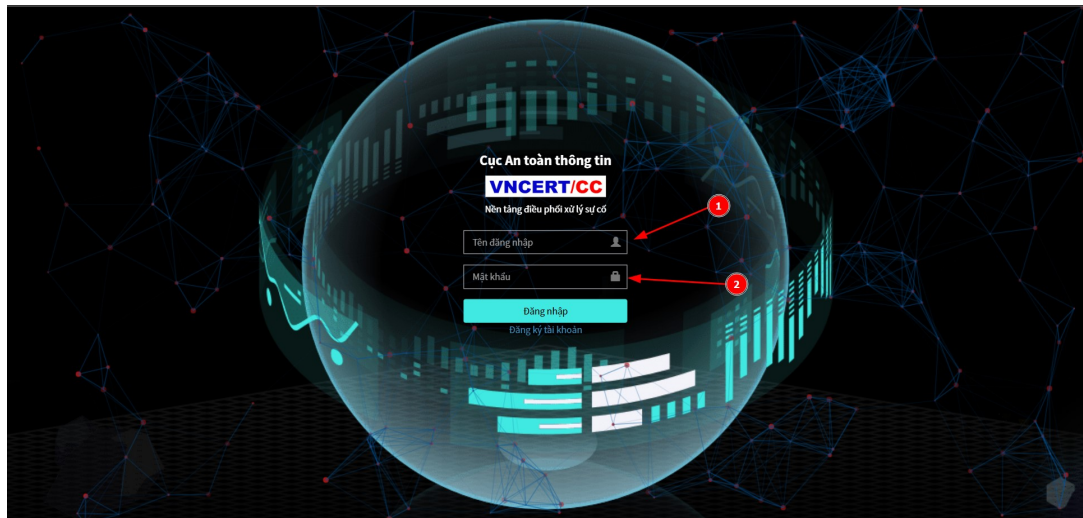 Cục An toàn thông tin
VNCERT/CC
Nền tảng điều phối xử lý sự cố
1
Tên đăng nhập
Mật khẩu
2
Đăng nhập
Đăng ký tài khoản